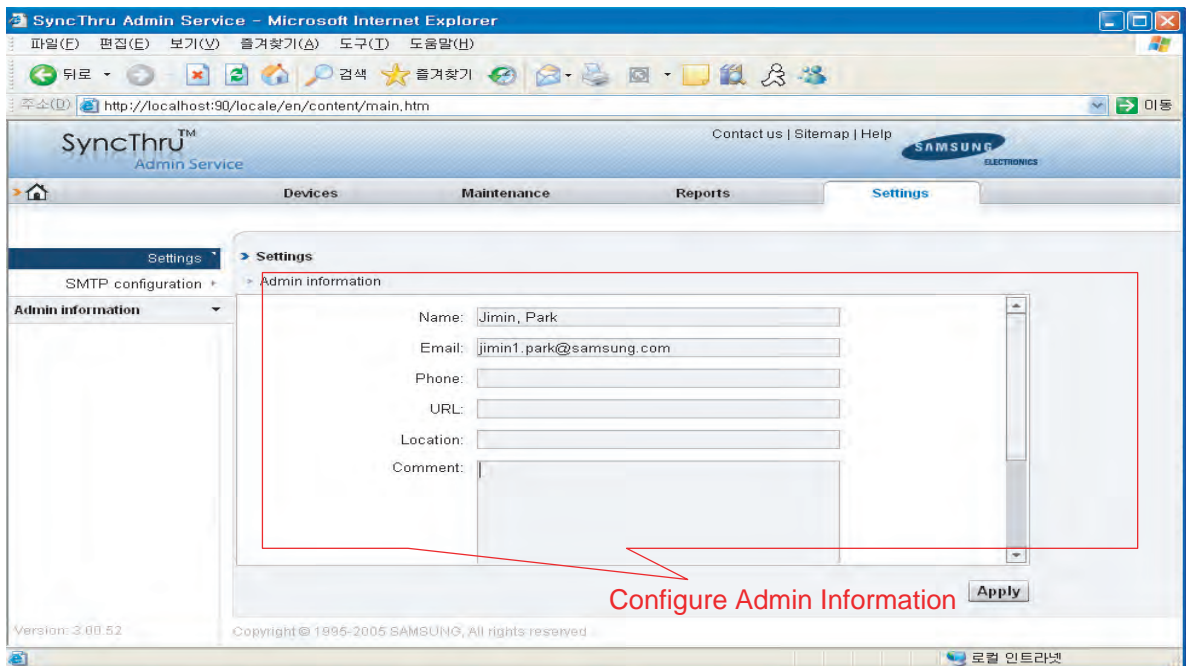 SyncThru Admin Service - Microsoft Internet Explorer
파일(F) 편집(E) 보기(V) 즐겨찾기(A) 도구(T) 도움말(H)
뒤로 검색 즐겨찾기
주소(D) http://localhost:90/locale/en/content/main.htm 이동
SyncThru™
Admin Service
Contact us | Sitemap | Help
SAMSUNG
ELECTRONICS
Devices Maintenance Reports Settings
Settings
SMTP configuration
Admin information
Settings
Admin information
Name: Jimin, Park
Email: jimin1.park@samsung.com
Phone:
URL:
Location:
Comment:
Configure Admin Information
Apply
Version: 3.00.52
Copyright© 1995-2005 SAMSUNG, All rights reserved
로컬 인트라넷